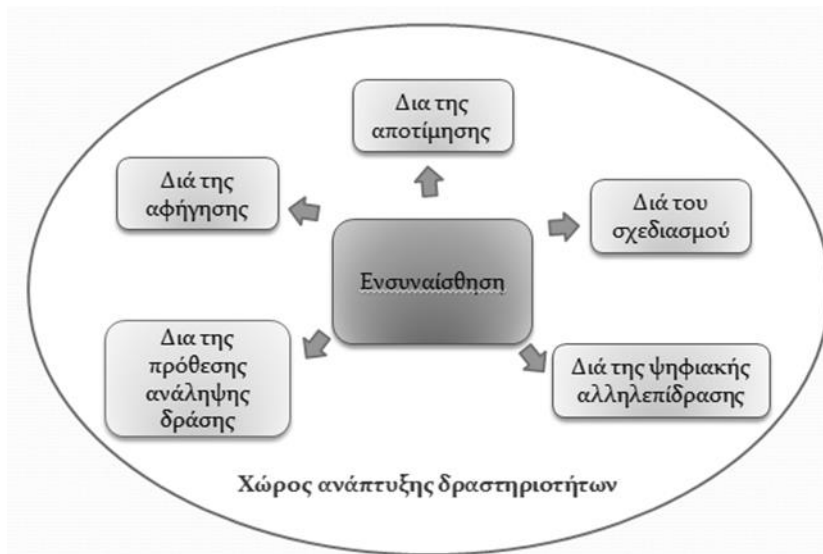 Δια της
αποτίμησης
Διά της
αφήγησης
Διά του
σχεδιασμού
Ενσυναίσθηση
Δια της
πρόθεσης
ανάληψης
δράσης
Διά της ψηφιακής
αλληλεπίδρασης
Χώρος ανάπτυξης δραστηριοτήτων